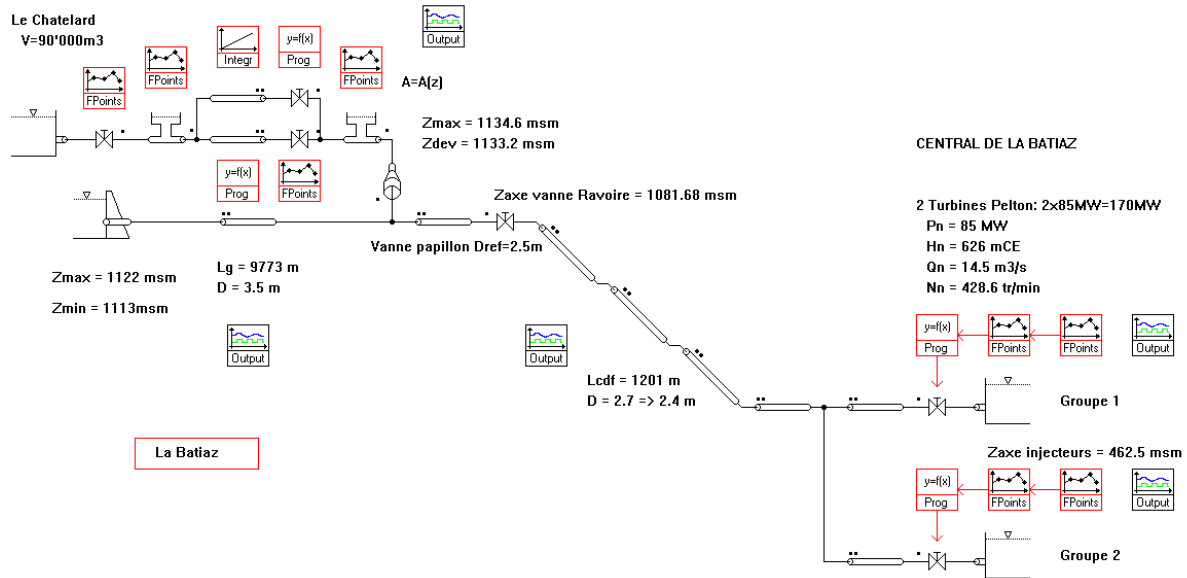 Le Chatelard
V=90'000m3
FPoints
FPoints
Integr
y=f(x)
Prog
FPoints
Output
A=A(z)
Zmax = 1134.6 msm
Zdev = 1133.2 msm
y=f(x)
Prog
FPoints
CENTRAL DE LA BATIAZ
Zaxe vanne Ravoire = 1081.68 msm
Vanne papillon Dref=2.5m
2 Turbines Pelton: 2x85MW=170MW
Pn = 85 MW
Hn = 626 mCE
Qn = 14.5 m3/s
Nn = 428.6 tr/min
Zmax = 1122 msm
Zmin = 1113msm
Lg = 9773 m
D = 3.5 m
Output
Output
y=f(x)
Prog
FPoints
FPoints
Output
Lcdf = 1201 m
D = 2.7 => 2.4 m
Groupe 1
La Batiaz
Zaxe injecteurs = 462.5 msm
y=f(x)
Prog
FPoints
FPoints
Output
Groupe 2